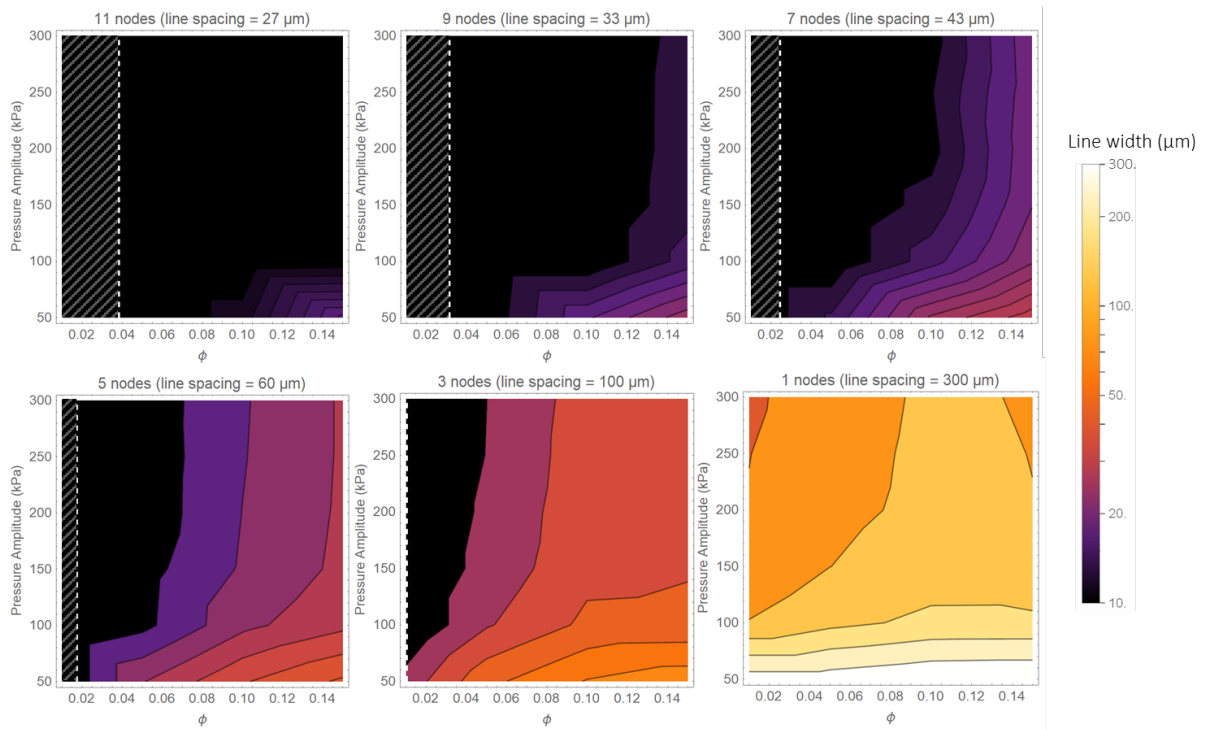 11 nodes (line spacing = 27 µm)
9 nodes (line spacing = 33 µm)
7 nodes (line spacing = 43 µm)
Pressure Amplitude (kPa)
300
250
200
150
100
50
0.02 0.04 0.06 0.08 0.10 0.12 0.14
ϕ
Pressure Amplitude (kPa)
300
250
200
150
100
50
0.02 0.04 0.06 0.08 0.10 0.12 0.14
ϕ
Pressure Amplitude (kPa)
300
250
200
150
100
50
0.02 0.04 0.06 0.08 0.10 0.12 0.14
ϕ
Line width (µm)
300.
200.
100.
50.
20.
10.
5 nodes (line spacing = 60 µm)
3 nodes (line spacing = 100 µm)
1 nodes (line spacing = 300 µm)
Pressure Amplitude (kPa)
300
250
200
150
100
50
0.02 0.04 0.06 0.08 0.10 0.12 0.14
ϕ
Pressure Amplitude (kPa)
300
250
200
150
100
50
0.02 0.04 0.06 0.08 0.10 0.12 0.14
ϕ
Pressure Amplitude (kPa)
300
250
200
150
100
50
0.02 0.04 0.06 0.08 0.10 0.12 0.14
ϕ